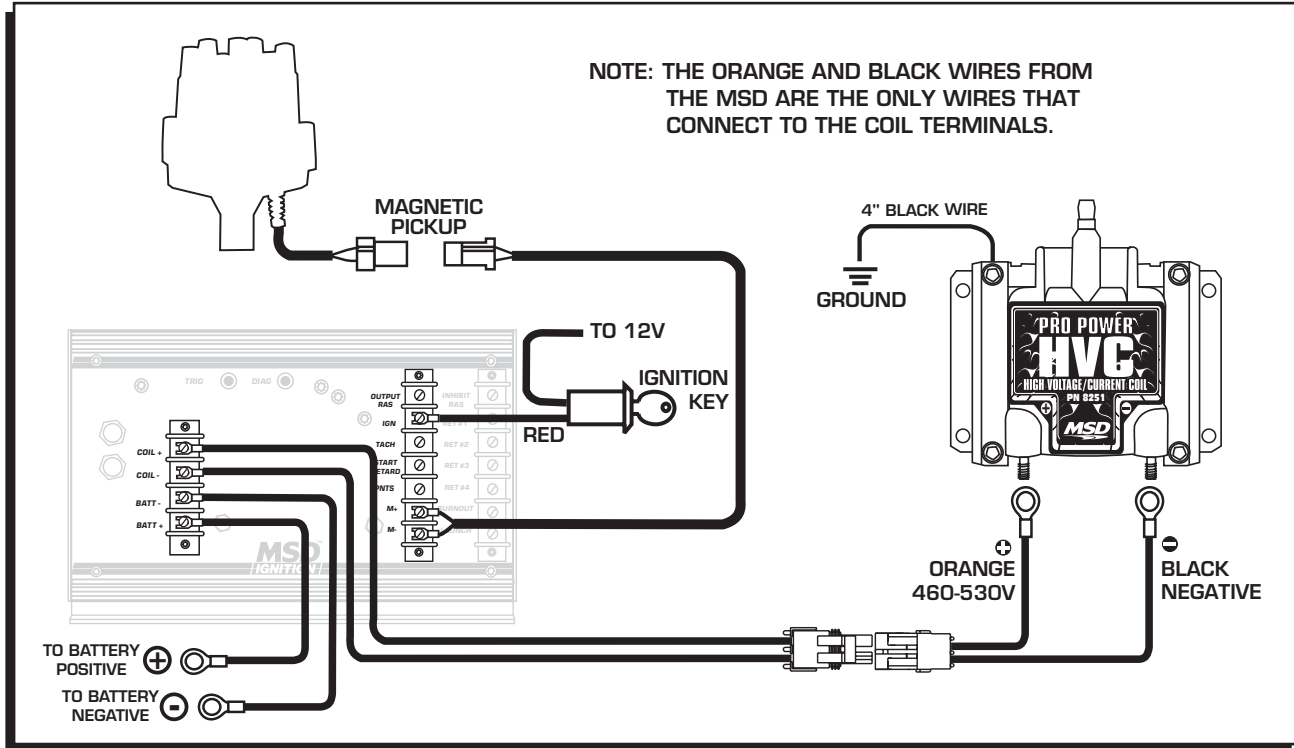 NOTE: THE ORANGE AND BLACK WIRES FROM
THE MSD ARE THE ONLY WIRES THAT
CONNECT TO THE COIL TERMINALS.
MAGNETIC
PICKUP
4" BLACK WIRE
GROUND
PRO POWER
HVC
HIGH VOLTAGE/CURRENT COIL
PN 8251
+ -
MSD
TO 12V
IGNITION
KEY
RED
TRIG DIAG
OUTPUT
RAS
IGN
TACH
START
RETARD
PNTS
M+
M-
INHIBIT
RAS
RET #1
RET #2
RET #3
RET #4
BURNOUT
COIL +
COIL -
BATT -
BATT +
MSD™
IGNITION
+
ORANGE
460-530V
-
BLACK
NEGATIVE
TO BATTERY
POSITIVE +
TO BATTERY
NEGATIVE -